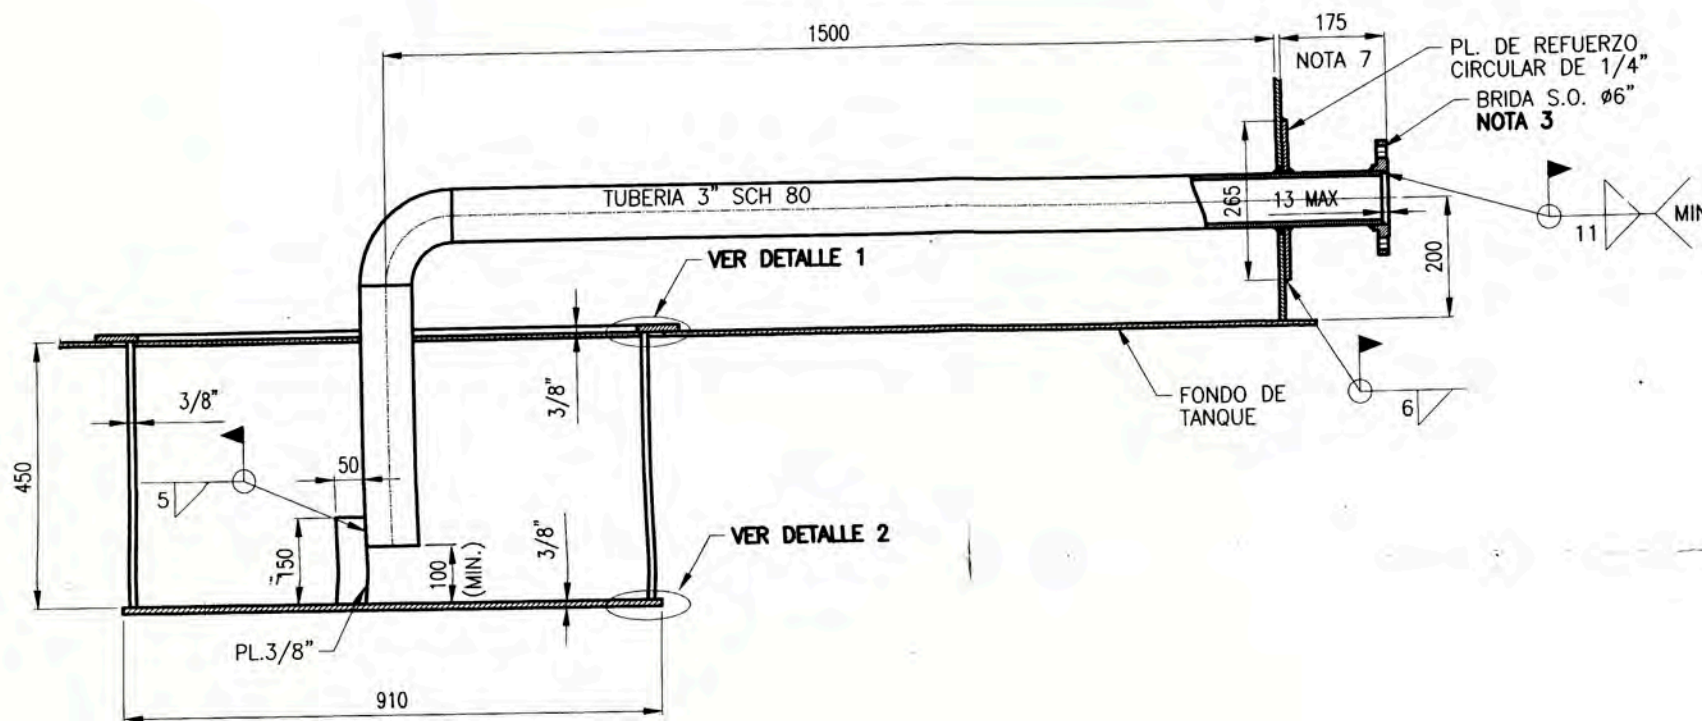 1500
175
NOTA 7
PL. DE REFUERZO
CIRCULAR DE 1/4"
BRIDA S.O. ø6"
NOTA 3
TUBERIA 3" SCH 80
265
13 MAX
11
MIN
200
VER DETALLE 1
3/8"
3/8"
FONDO DE
TANQUE
6
450
50
5
150
100
(MIN.)
3/8"
VER DETALLE 2
PL.3/8"
910